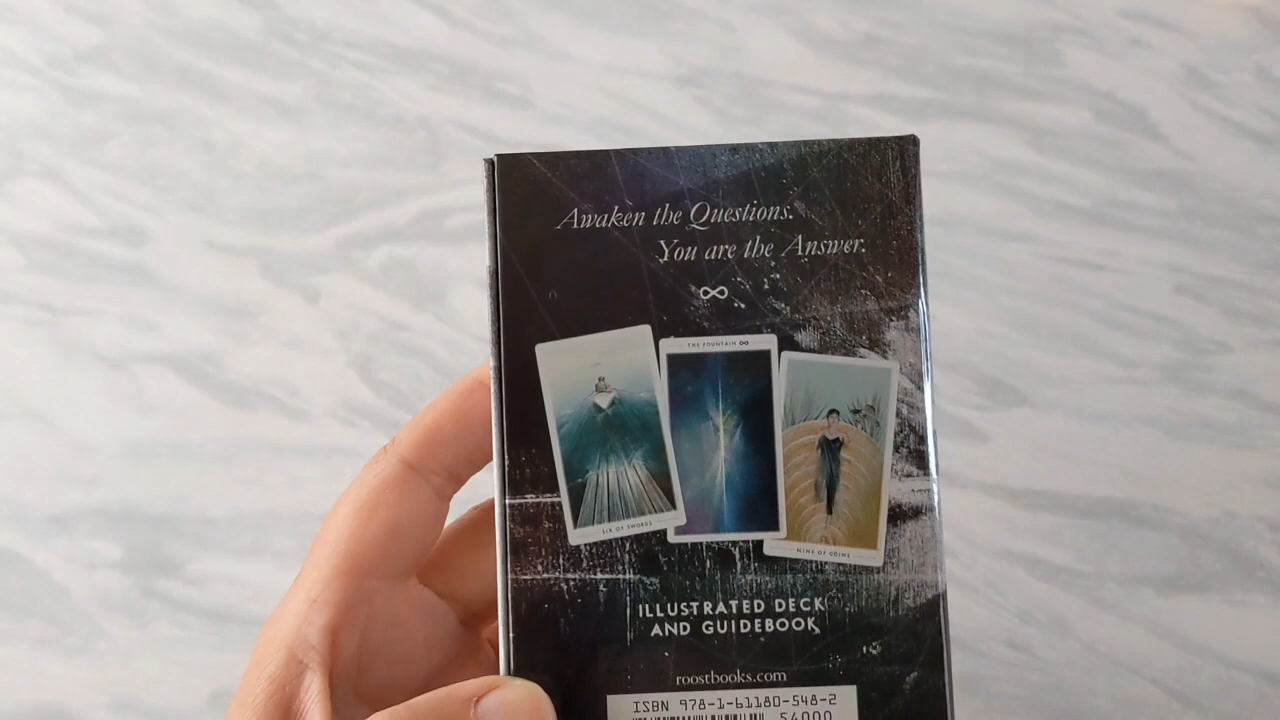 Awaken the Questions.
You are the Answer.
∞
THE FOUNTAIN ∞
SIX OF SWORDS
NINE OF COINS
ILLUSTRATED DECK
AND GUIDEBOOK
roostbooks.com
ISBN 978-1-61180-548-2
54000